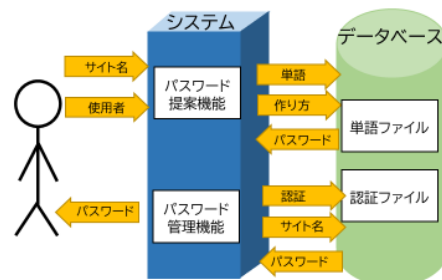 システム
データベース
サイト名
使用者
パスワード
提案機能
単語
作り方
パスワード
単語ファイル
パスワード
パスワード
管理機能
認証
サイト名
パスワード
認証ファイル